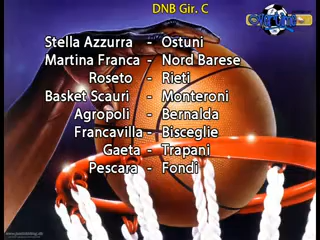 DNB Gir. C
Stella Azzurra - Ostuni
Martina Franca - Nord Barese
Roseto - Rieti
Basket Scauri - Monteroni
Agropoli - Bernalda
Francavilla - Bisceglie
Gaeta - Trapani
Pescara - Fondi